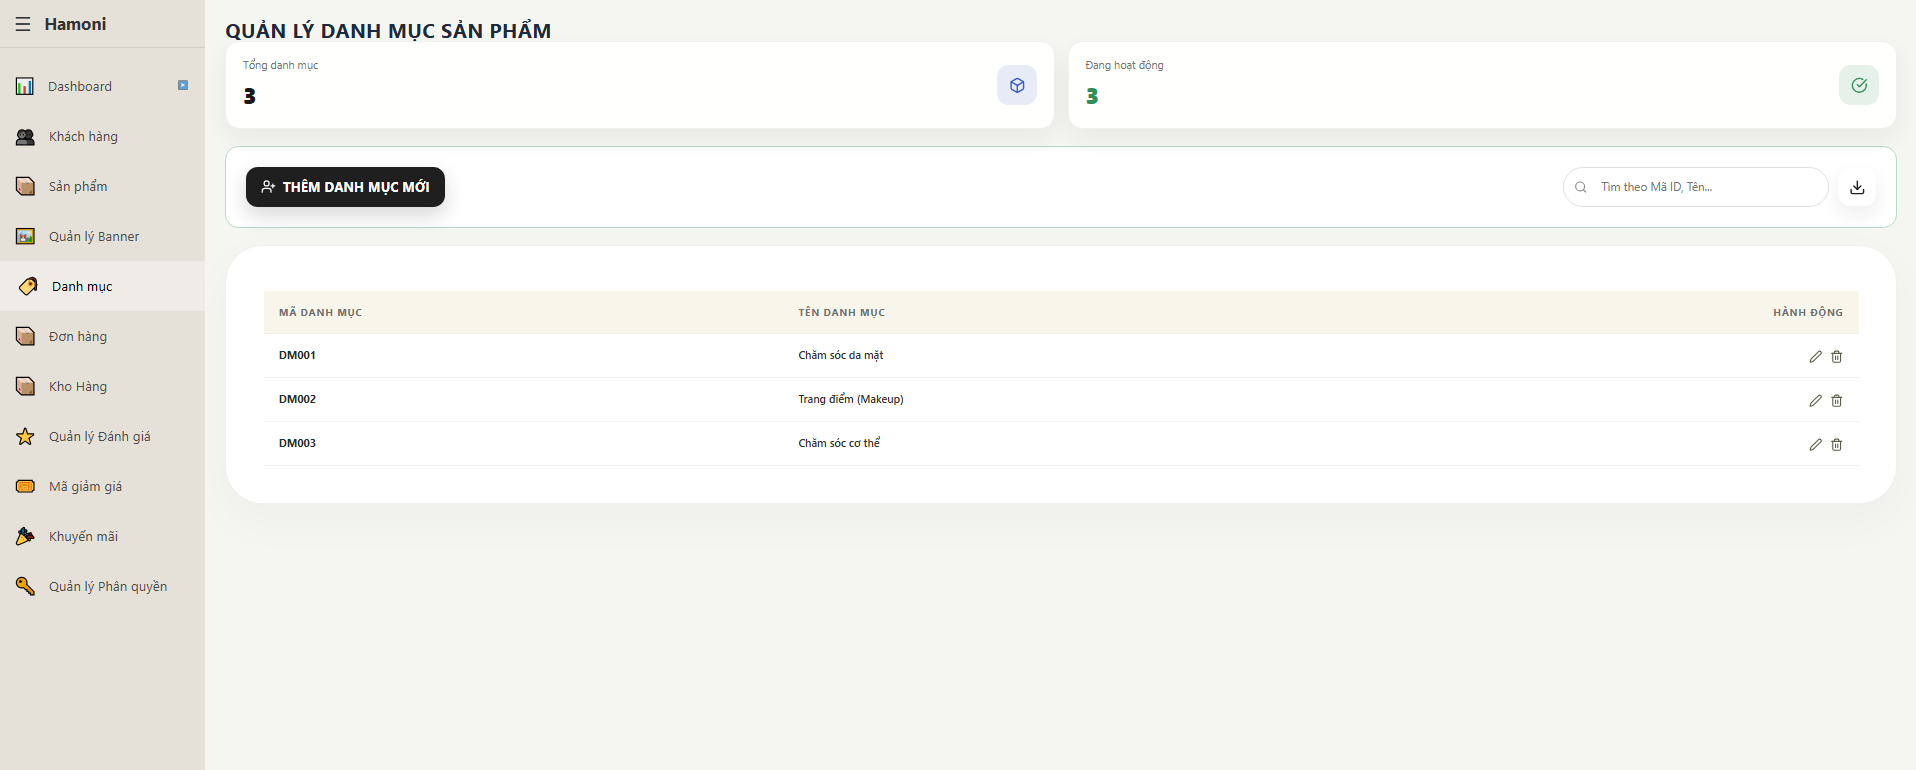 Hamoni
Dashboard
Khách hàng
Sản phẩm
Quản lý Banner
Danh mục
Đơn hàng
Kho Hàng
Quản lý Đánh giá
Mã giảm giá
Khuyến mãi
Quản lý Phân quyền
QUẢN LÝ DANH MỤC SẢN PHẨM
Tổng danh mục
3
Đang hoạt động
3
THÊM DANH MỤC MỚI
Tìm theo Mã ID, Tên...
MÃ DANH MỤC TÊN DANH MỤC HÀNH ĐỘNG
DM001 Chăm sóc da mặt
DM002 Trang điểm (Makeup)
DM003 Chăm sóc cơ thể